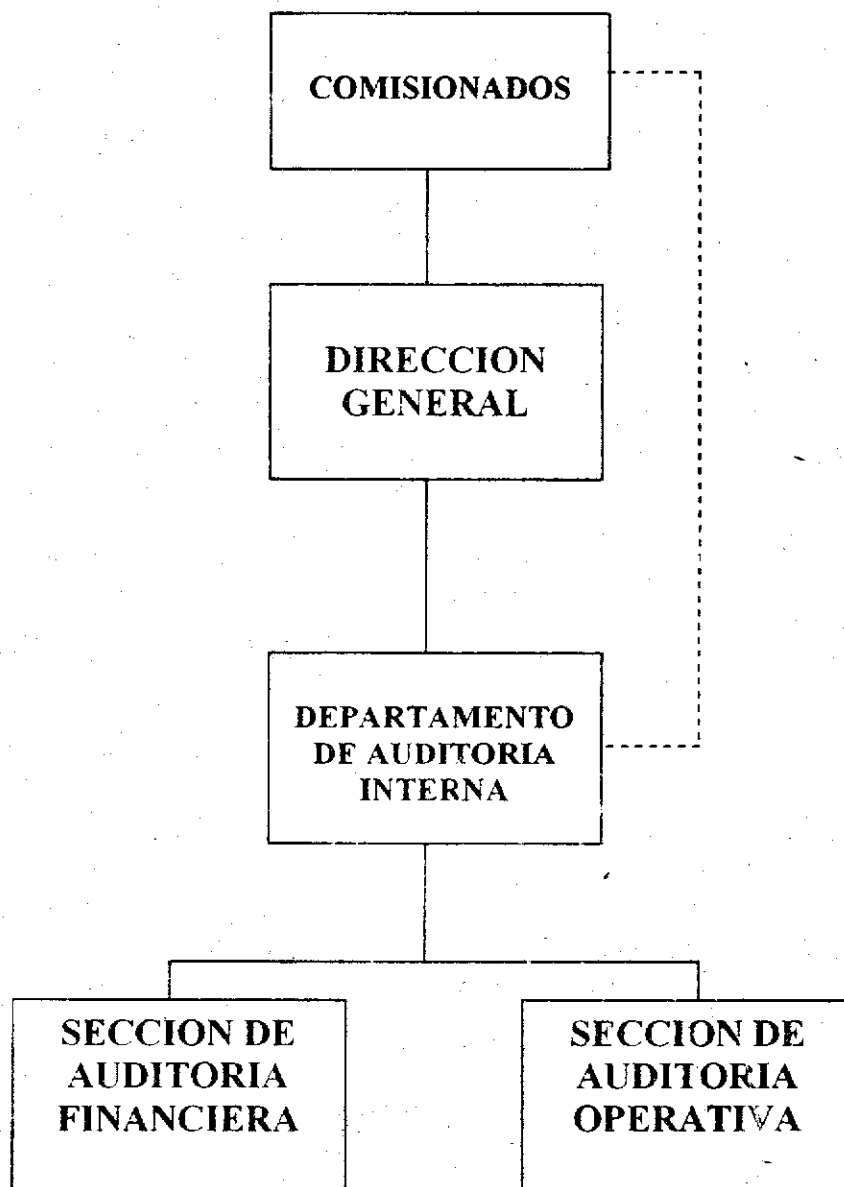 COMISIONADOS
DIRECCION
GENERAL
DEPARTAMENTO
DE AUDITORIA
INTERNA
SECCION DE
AUDITORIA
FINANCIERA
SECCION DE
AUDITORIA
OPERATIVA